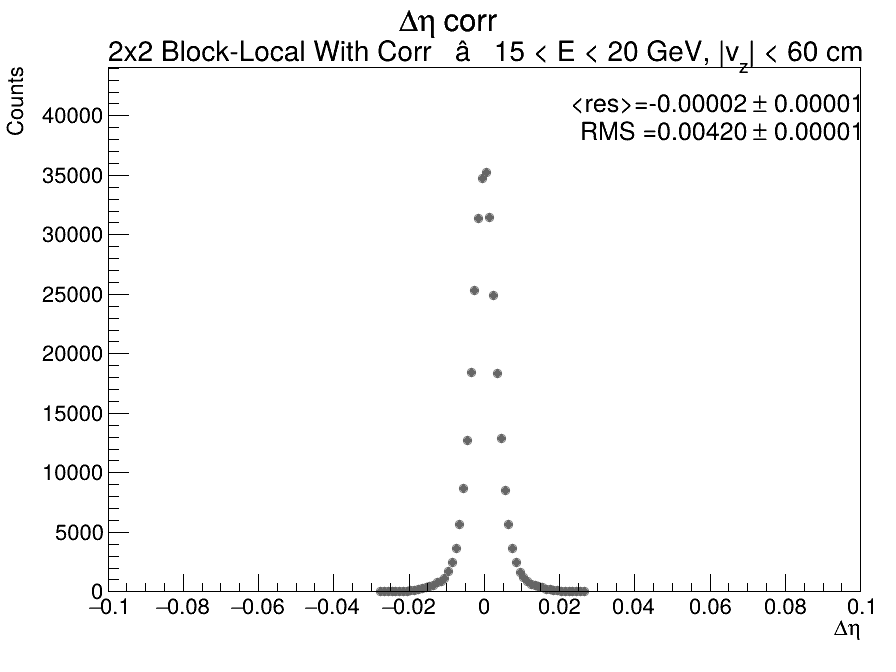 Δη corr
2x2 Block-Local With Corr â 15 < E < 20 GeV, |v_z| < 60 cm
Counts
<res>=-0.00002 ± 0.00001
RMS =0.00420 ± 0.00001
40000
35000
30000
25000
20000
15000
10000
5000
0
−0.1 −0.08 −0.06 −0.04 −0.02 0 0.02 0.04 0.06 0.08 0.1
Δη